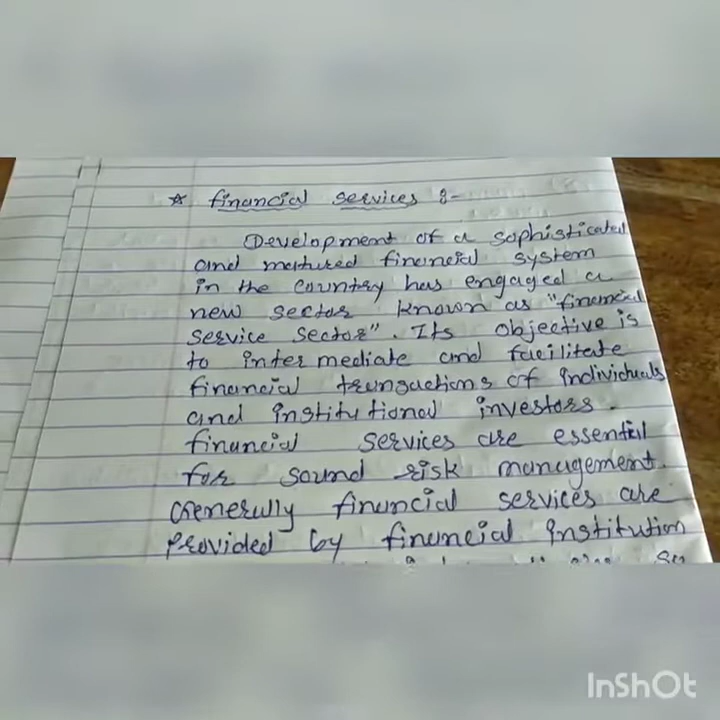 ☆ financial services :-
Development of a sophisticated
and matured financial system
in the country has engaged a
new sector known as "financial
service sector". Its objective is
to intermediate and facilitate
financial transactions of individuals
and institutional investors.
financial services are essential
for sound risk management.
Generally financial services are
provided by financial institution
InShOt